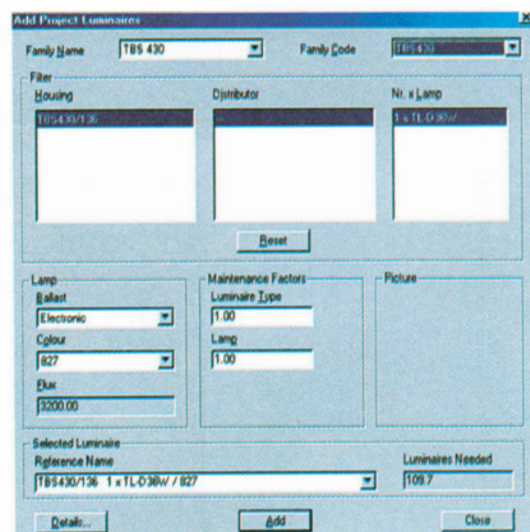 Add Project Luminaires
Family Name TBS 430 Family Code TBS430
Filter
Housing Distributor Nr. x Lamp
TBS430/136 1 x TL-D36W
Reset
Lamp Maintenance Factors Picture
Ballast Luminaire Type
Electronic 1.00
Colour Lamp
827 1.00
Flux
3200.00
Selected Luminaire
Reference Name Luminaires Needed
TBS430/136 1 x TL-D36W / 827 109.7
Details... Add Close